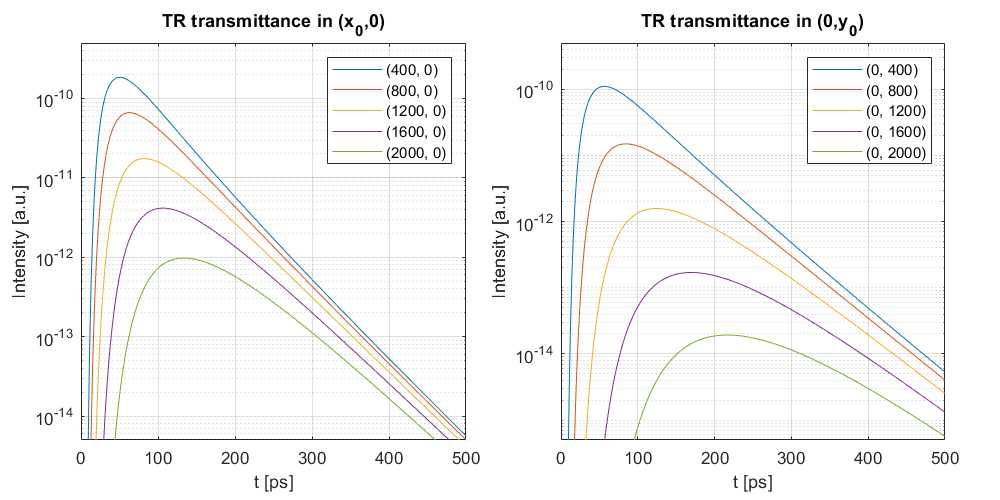 TR transmittance in (x0,0)
Intensity [a.u.]
10^-10
10^-11
10^-12
10^-13
10^-14
(400, 0)
(800, 0)
(1200, 0)
(1600, 0)
(2000, 0)
0 100 200 300 400 500
t [ps]
TR transmittance in (0,y0)
Intensity [a.u.]
10^-10
10^-12
10^-14
(0, 400)
(0, 800)
(0, 1200)
(0, 1600)
(0, 2000)
0 100 200 300 400 500
t [ps]